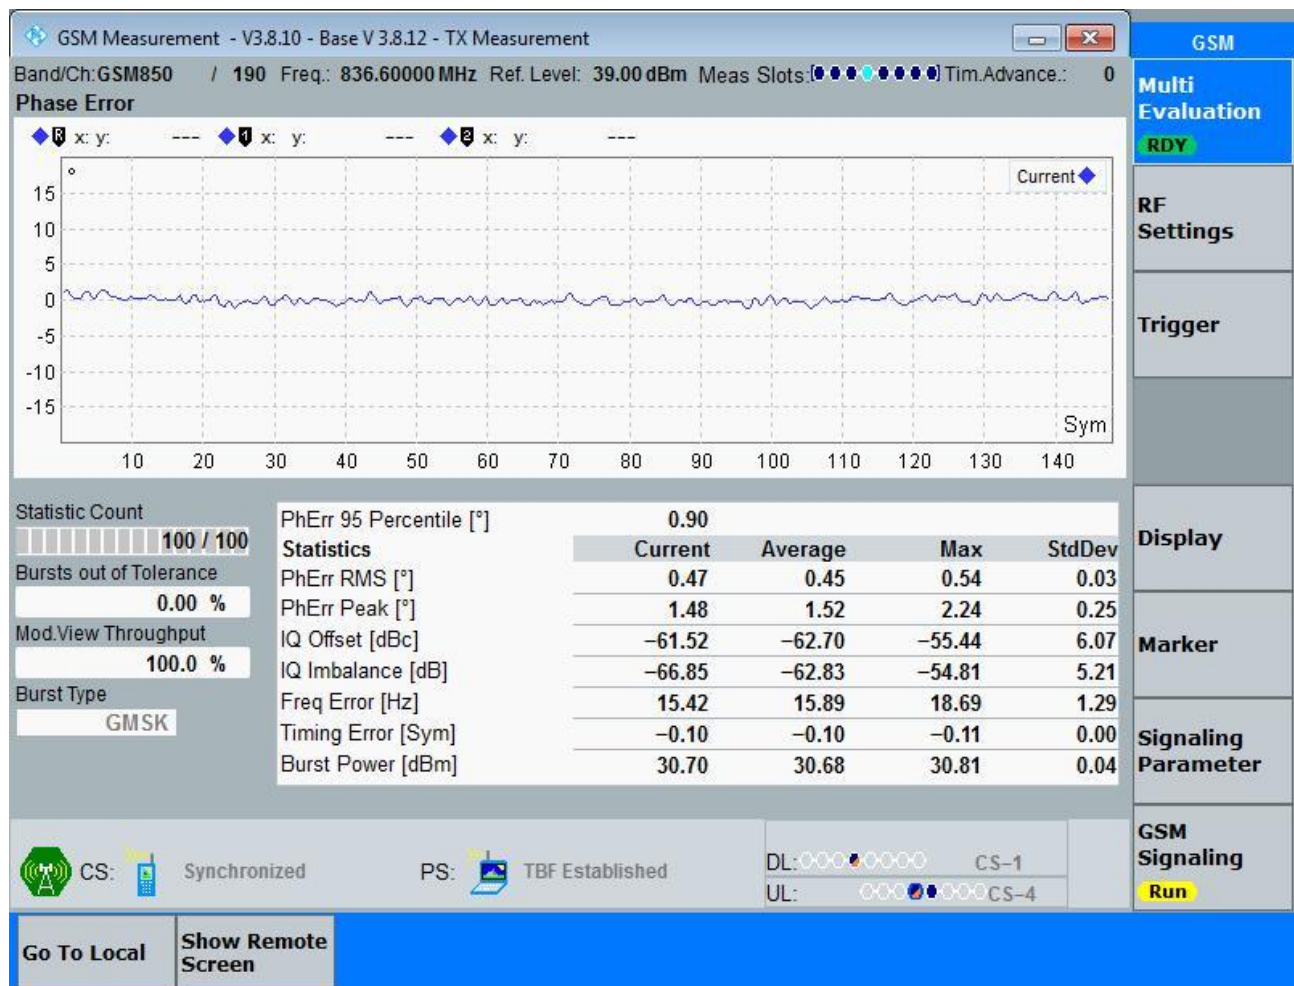 GSM Measurement - V3.8.10 - Base V 3.8.12 - TX Measurement
GSM
Band/Ch:GSM850 / 190 Freq.: 836.60000 MHz Ref. Level: 39.00 dBm Meas Slots: Tim.Advance.: 0
Multi
Evaluation
RDY
Phase Error
R x: y: --- 1 x: y: --- 2 x: y: ---
°
Current
15
10
5
0
-5
-10
-15
Sym
10 20 30 40 50 60 70 80 90 100 110 120 130 140
RF
Settings
Trigger
Statistic Count
100 / 100
Bursts out of Tolerance
0.00 %
Mod.View Throughput
100.0 %
Burst Type
GMSK
PhErr 95 Percentile [°] 0.90
Statistics Current Average Max StdDev
PhErr RMS [°] 0.47 0.45 0.54 0.03
PhErr Peak [°] 1.48 1.52 2.24 0.25
IQ Offset [dBc] −61.52 −62.70 −55.44 6.07
IQ Imbalance [dB] −66.85 −62.83 −54.81 5.21
Freq Error [Hz] 15.42 15.89 18.69 1.29
Timing Error [Sym] −0.10 −0.10 −0.11 0.00
Burst Power [dBm] 30.70 30.68 30.81 0.04
Display
Marker
Signaling
Parameter
CS: Synchronized PS: TBF Established
DL: CS−1
UL: CS−4
GSM
Signaling
Run
Go To Local
Show Remote
Screen